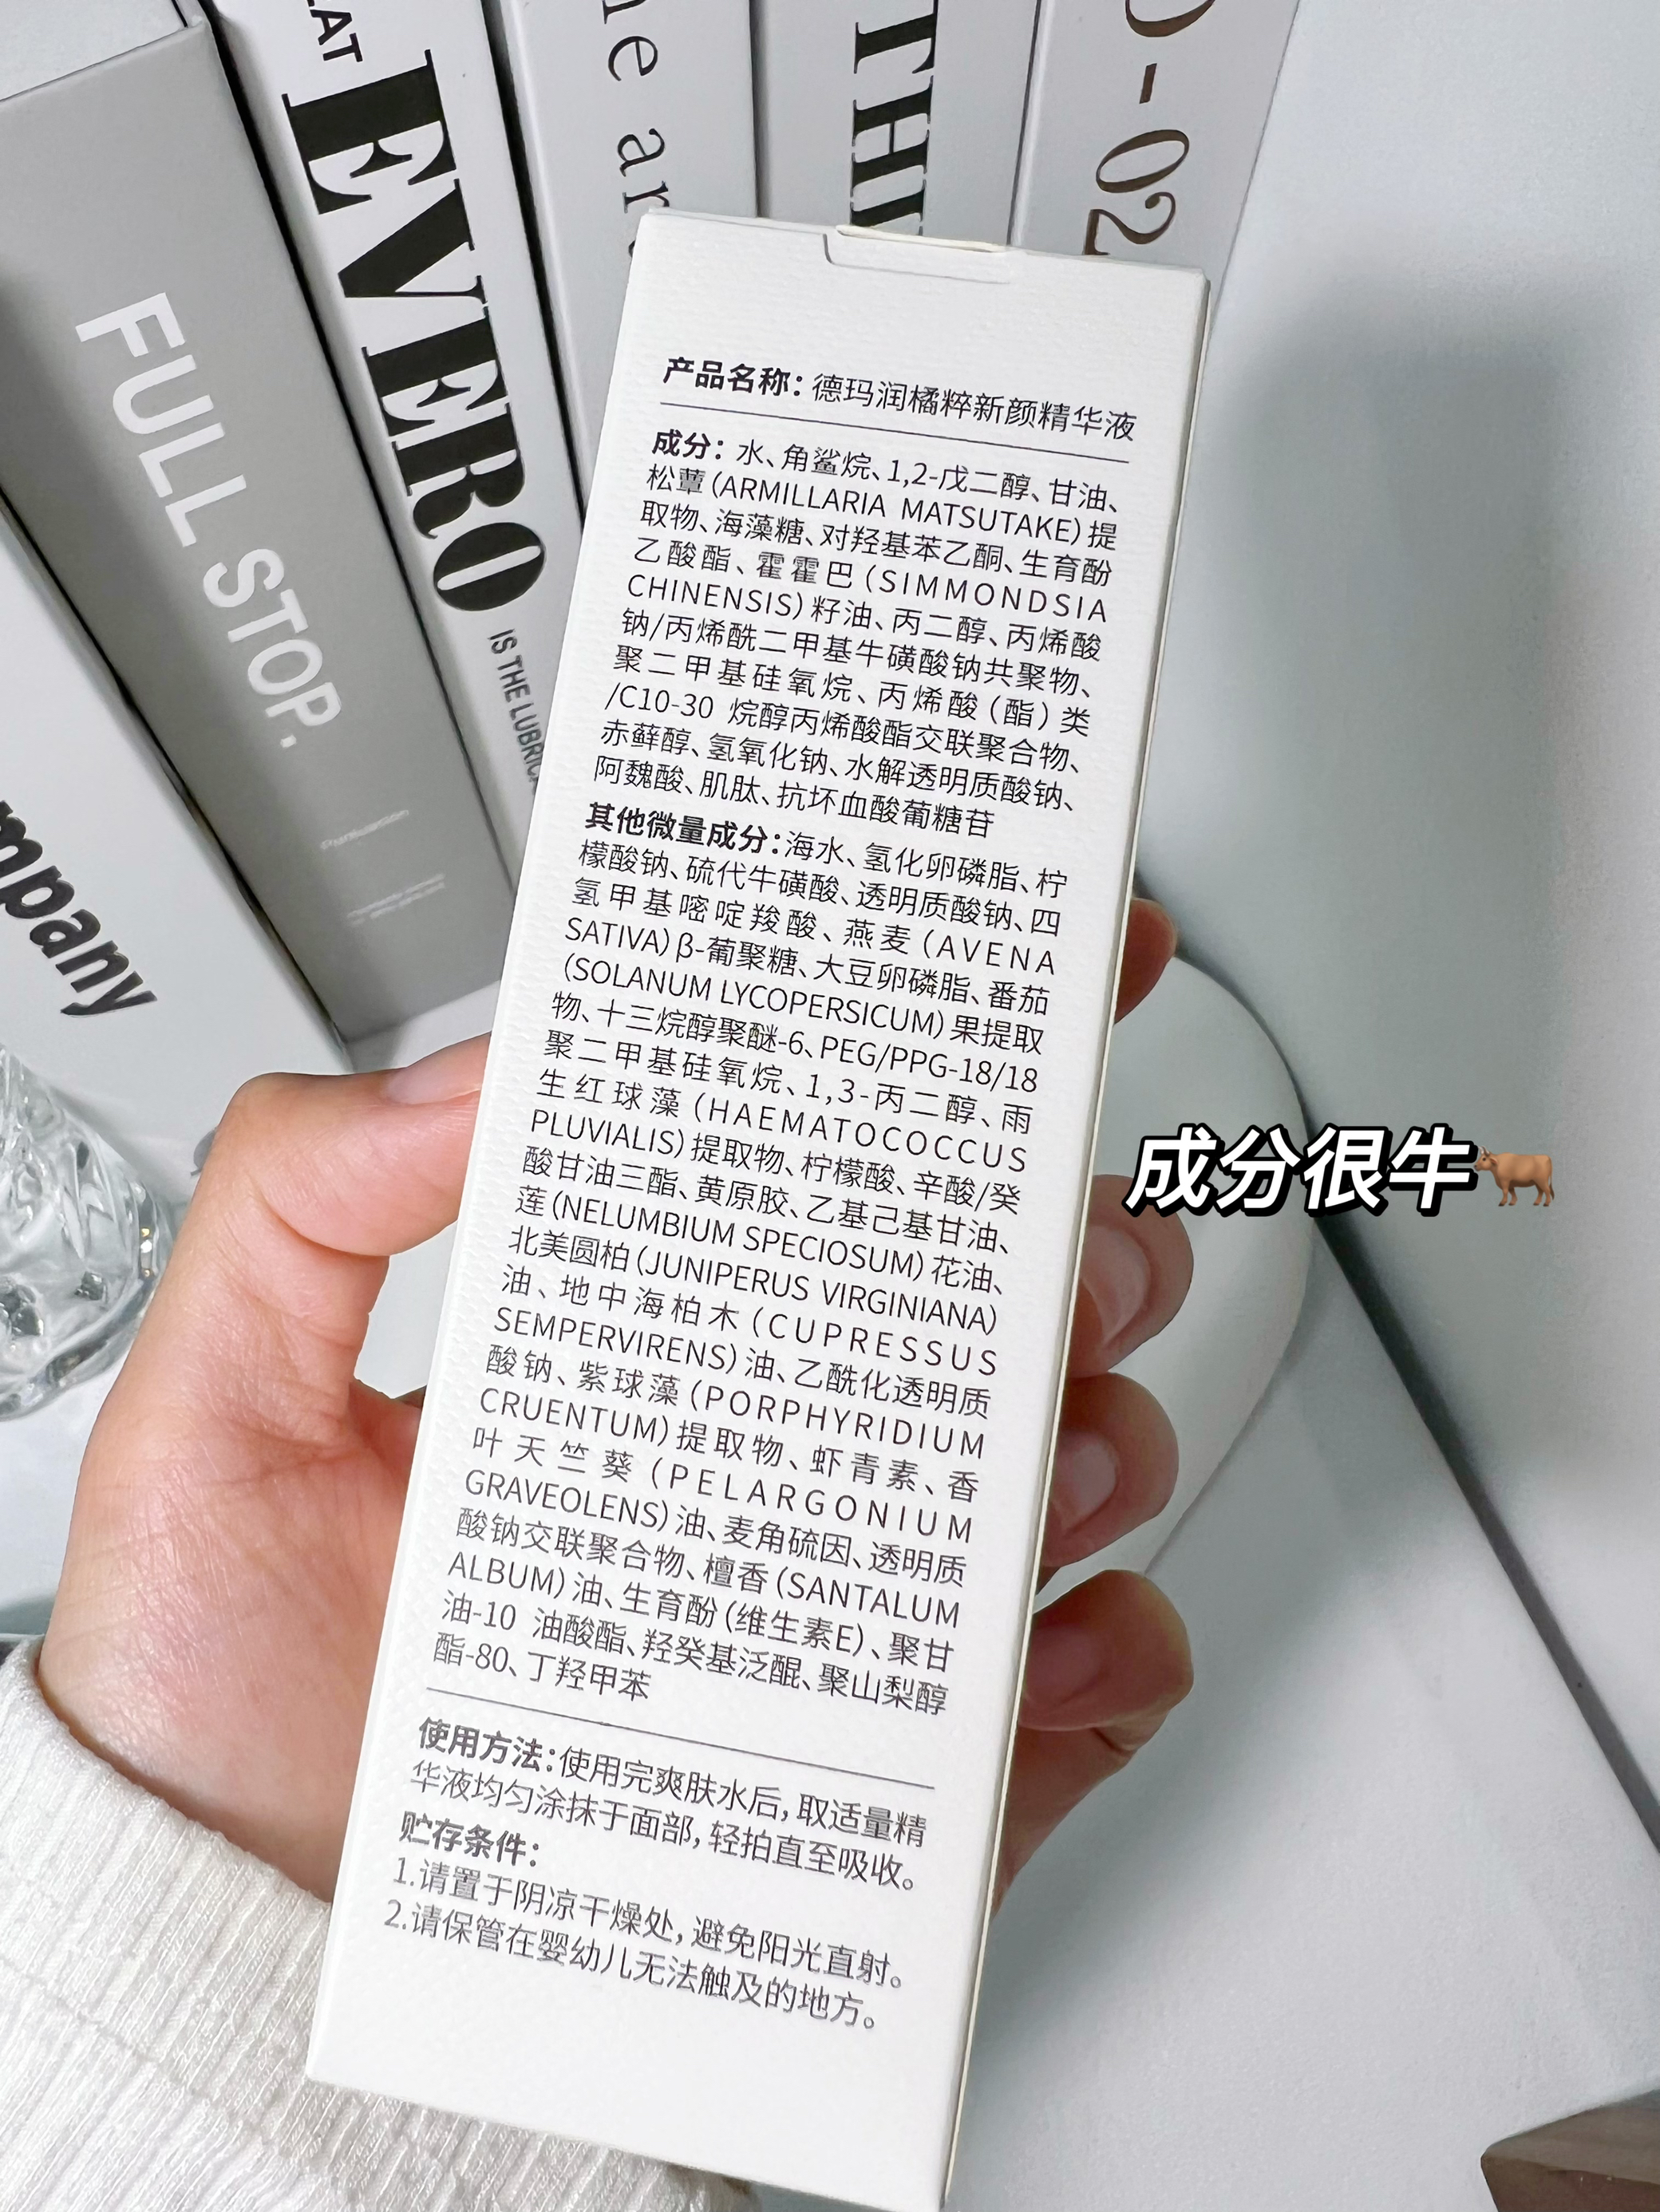 FULL STOP.
EVERO
IS THE LUBRIC
mpany
THI
-02
产品名称：德玛润橘粹新颜精华液
成分：水、角鲨烷、1,2-戊二醇、甘油、
松蕈（ARMILLARIA MATSUTAKE）提
取物、海藻糖、对羟基苯乙酮、生育酚
乙酸酯、霍霍巴（SIMMONDSIA
CHINENSIS）籽油、丙二醇、丙烯酸
钠/丙烯酰二甲基牛磺酸钠共聚物、
聚二甲基硅氧烷、丙烯酸（酯）类
/C10-30 烷醇丙烯酸酯交联聚合物、
赤藓醇、氢氧化钠、水解透明质酸钠、
阿魏酸、肌肽、抗坏血酸葡糖苷
其他微量成分：海水、氢化卵磷脂、柠
檬酸钠、硫代牛磺酸、透明质酸钠、四
氢甲基嘧啶羧酸、燕麦（AVENA
SATIVA）β-葡聚糖、大豆卵磷脂、番茄
（SOLANUM LYCOPERSICUM）果提取
物、十三烷醇聚醚-6、PEG/PPG-18/18
聚二甲基硅氧烷、1,3-丙二醇、雨
生红球藻（HAEMATOCOCCUS
PLUVIALIS）提取物、柠檬酸、辛酸/癸
酸甘油三酯、黄原胶、乙基己基甘油、
莲（NELUMBIUM SPECIOSUM）花油、
北美圆柏（JUNIPERUS VIRGINIANA）
油、地中海柏木（CUPRESSUS
SEMPERVIRENS）油、乙酰化透明质
酸钠、紫球藻（PORPHYRIDIUM
CRUENTUM）提取物、虾青素、香
叶天竺葵（PELARGONIUM
GRAVEOLENS）油、麦角硫因、透明质
酸钠交联聚合物、檀香（SANTALUM
ALBUM）油、生育酚（维生素E）、聚甘
油-10 油酸酯、羟癸基泛醌、聚山梨醇
酯-80、丁羟甲苯
使用方法：使用完爽肤水后，取适量精
华液均匀涂抹于面部，轻拍直至吸收。
贮存条件：
1.请置于阴凉干燥处，避免阳光直射。
2.请保管在婴幼儿无法触及的地方。
成分很牛🐂